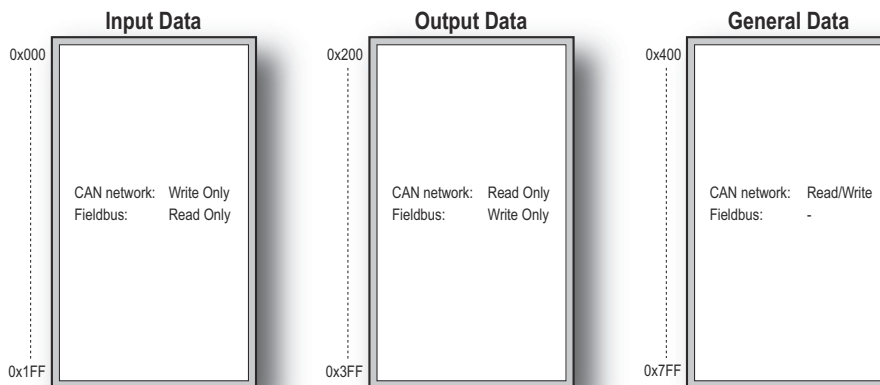 Input Data
0x000
CAN network: Write Only
Fieldbus: Read Only
0x1FF
Output Data
0x200
CAN network: Read Only
Fieldbus: Write Only
0x3FF
General Data
0x400
CAN network: Read/Write
Fieldbus: -
0x7FF